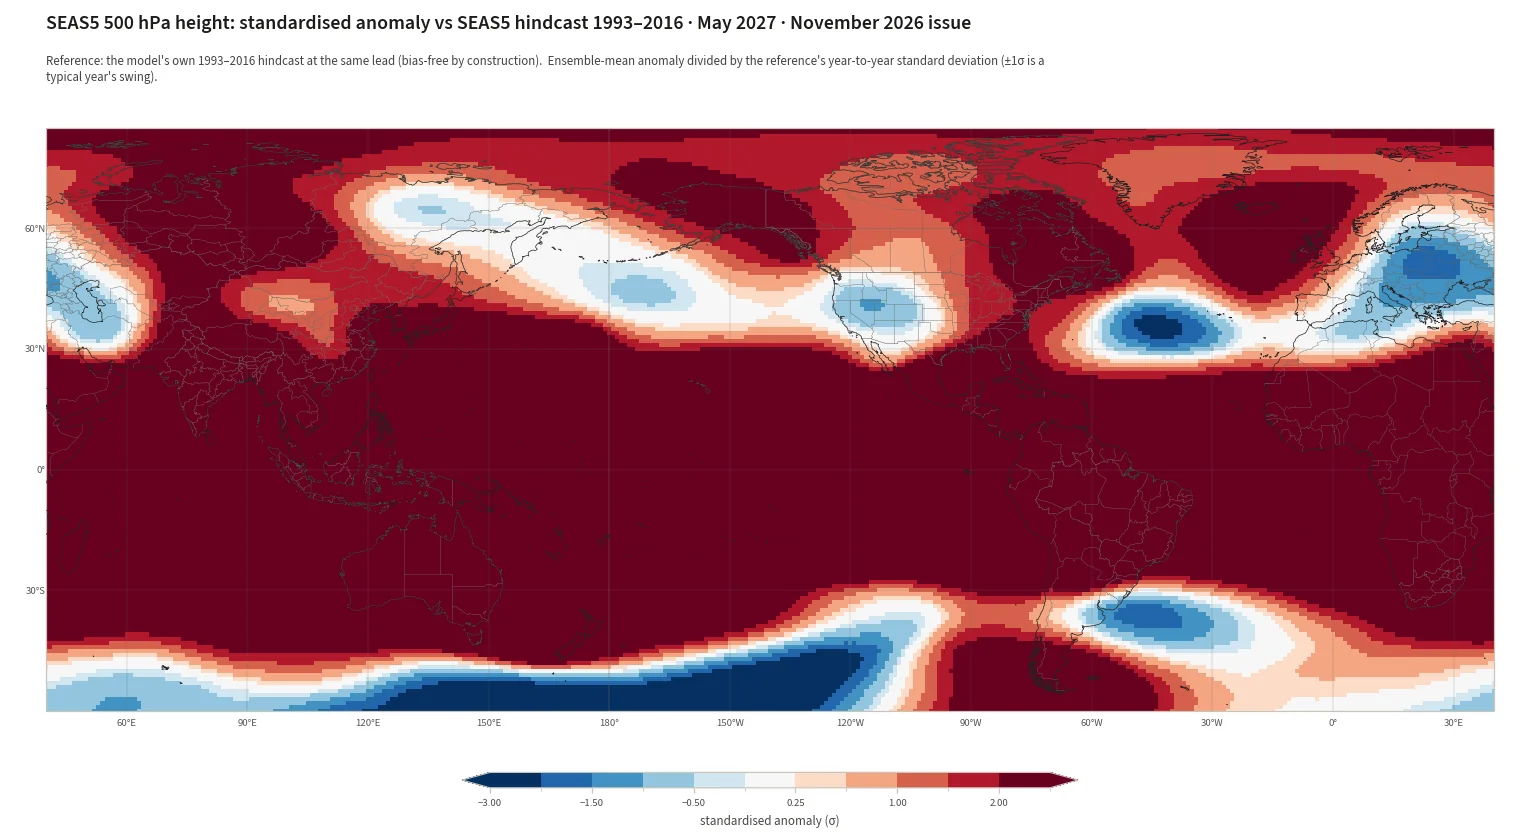 SEAS5 500 hPa height: standardised anomaly vs SEAS5 hindcast 1993–2016 · May 2027 · November 2026 issue
Reference: the model's own 1993–2016 hindcast at the same lead (bias-free by construction).  Ensemble-mean anomaly divided by the reference's year-to-year standard deviation (±1σ is a
typical year's swing).
60°N
30°N
0°
30°S
60°E 90°E 120°E 150°E 180° 150°W 120°W 90°W 60°W 30°W 0° 30°E
−3.00 −1.50 −0.50 0.25 1.00 2.00
standardised anomaly (σ)